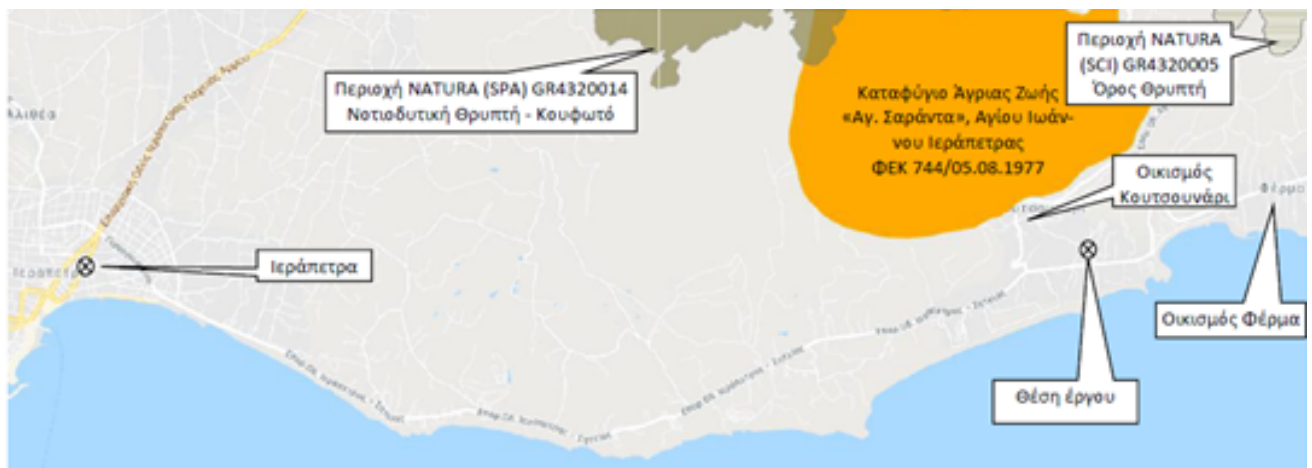 Περιοχή NATURA (SPA) GR4320014
Νοτιοδυτική Θρυπτή - Κουφωτό
Καταφύγιο Άγριας Ζωής
«Αγ. Σαράντα», Αγίου Ιωάν-
νου Ιεράπετρας
ΦΕΚ 744/05.08.1977
Περιοχή NATURA
(SCI) GR4320005
Όρος Θρυπτή
Οικισμός
Κουτσουνάρι
Φέρμα
Ιεράπετρα
Οικισμός Φέρμα
Θέση έργου